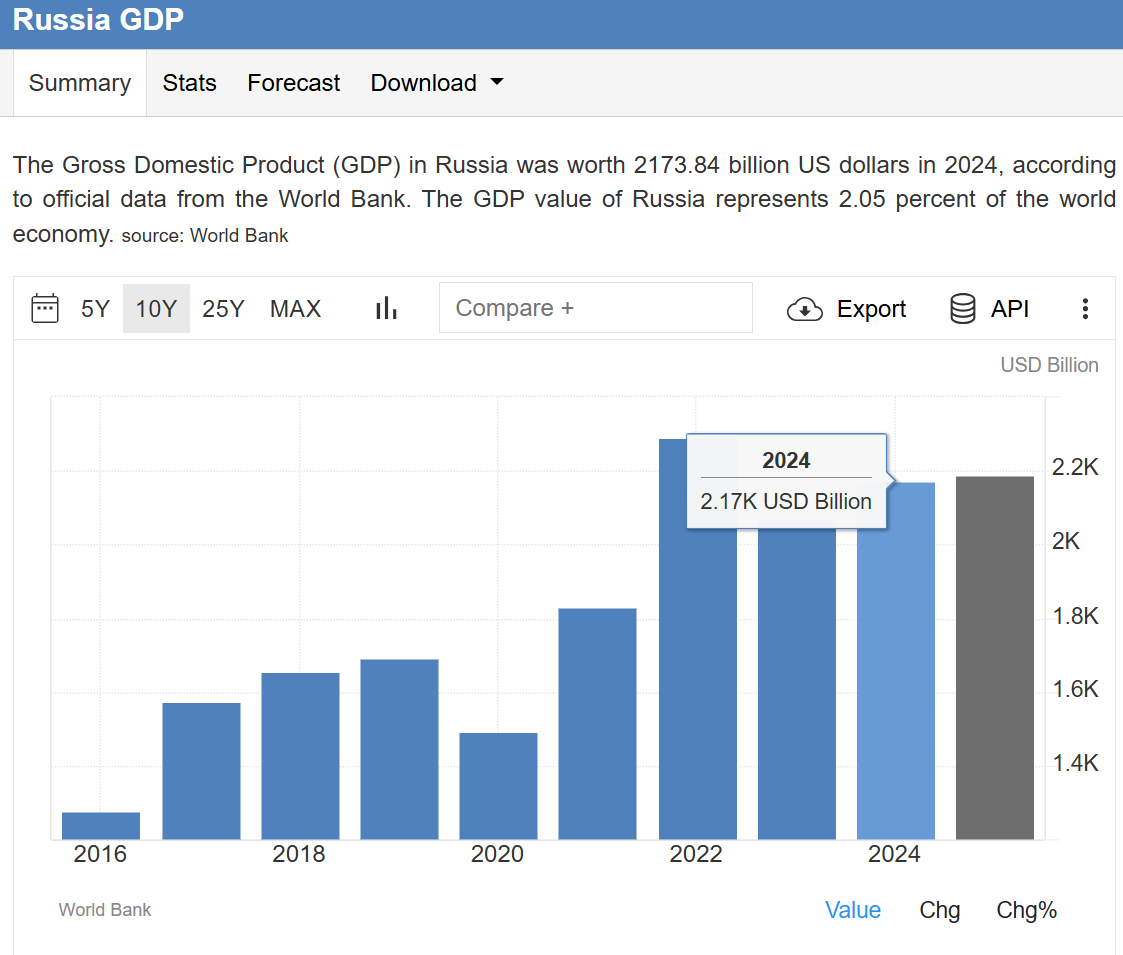 Russia GDP
Summary Stats Forecast Download
The Gross Domestic Product (GDP) in Russia was worth 2173.84 billion US dollars in 2024, according
to official data from the World Bank. The GDP value of Russia represents 2.05 percent of the world
economy. source: World Bank
5Y 10Y 25Y MAX Compare + Export API
USD Billion
2024
2.17K USD Billion
2.2K
2K
1.8K
1.6K
1.4K
2016 2018 2020 2022 2024
World Bank Value Chg Chg%